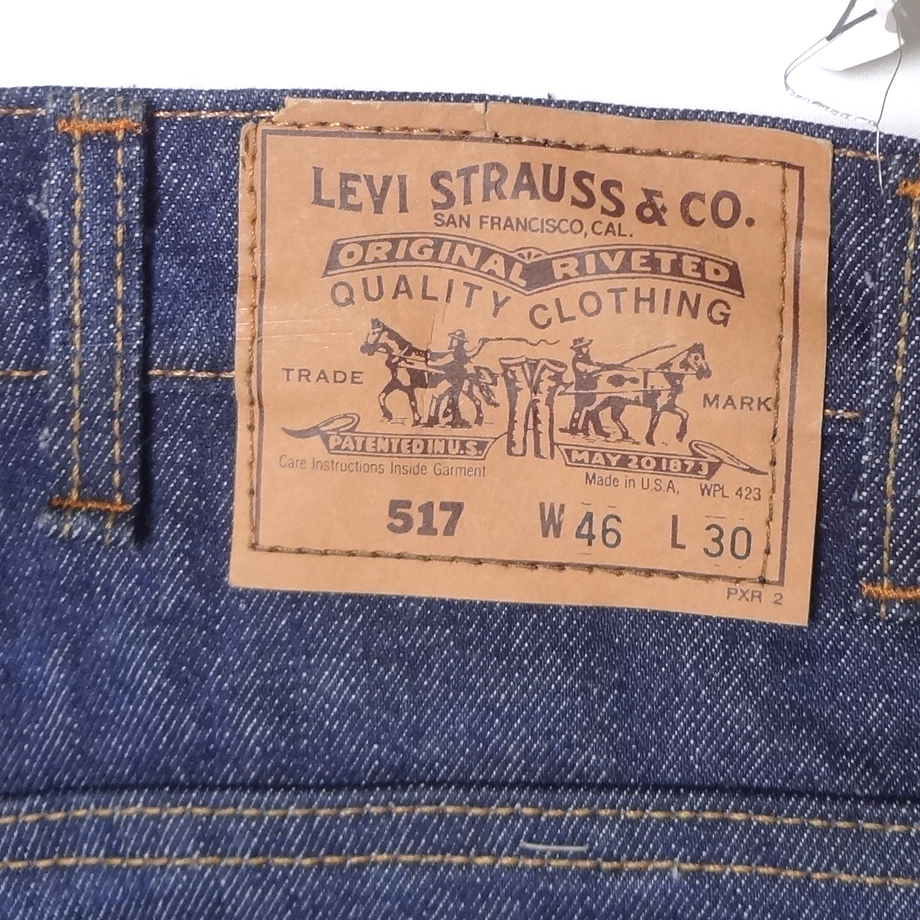 LEVI STRAUSS & CO.
SAN FRANCISCO, CAL.
ORIGINAL RIVETED
QUALITY CLOTHING
TRADE MARK
PATENTED IN U.S. MAY 20 1873
Care Instructions Inside Garment Made in U.S.A. WPL 423
517 W 46 L 30
PXR 2